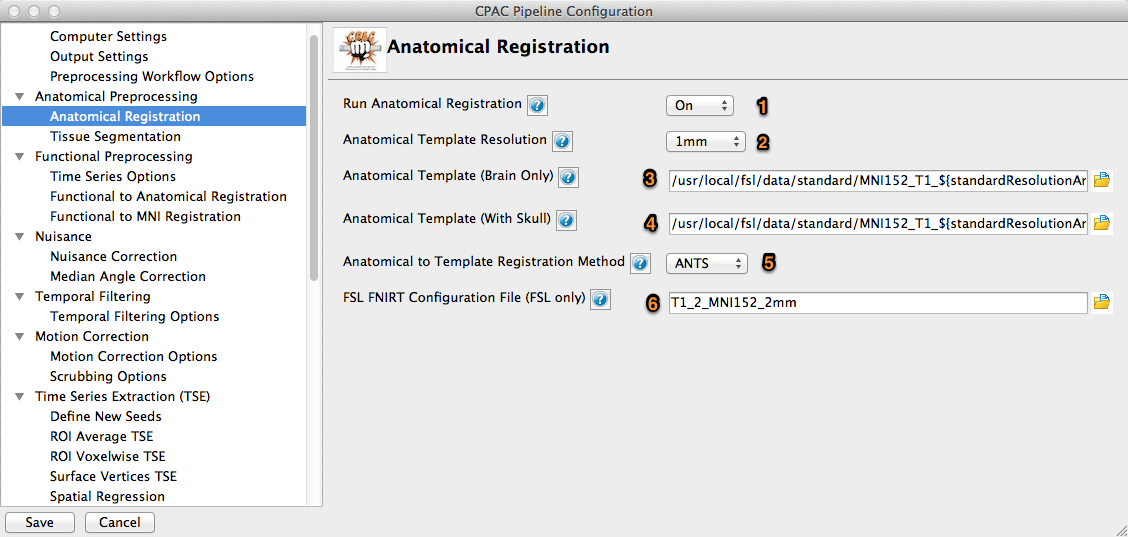 CPAC Pipeline Configuration
Computer Settings
Output Settings
Preprocessing Workflow Options
Anatomical Preprocessing
Anatomical Registration
Tissue Segmentation
Functional Preprocessing
Time Series Options
Functional to Anatomical Registration
Functional to MNI Registration
Nuisance
Nuisance Correction
Median Angle Correction
Temporal Filtering
Temporal Filtering Options
Motion Correction
Motion Correction Options
Scrubbing Options
Time Series Extraction (TSE)
Define New Seeds
ROI Average TSE
ROI Voxelwise TSE
Surface Vertices TSE
Spatial Regression
Save Cancel
CPAC
Anatomical Registration
Run Anatomical Registration ? On 1
Anatomical Template Resolution ? 1mm 2
Anatomical Template (Brain Only) ? 3 /usr/local/fsl/data/standard/MNI152_T1_${standardResolutionAr
Anatomical Template (With Skull) ? 4 /usr/local/fsl/data/standard/MNI152_T1_${standardResolutionAr
Anatomical to Template Registration Method ? ANTS 5
FSL FNIRT Configuration File (FSL only) ? 6 T1_2_MNI152_2mm